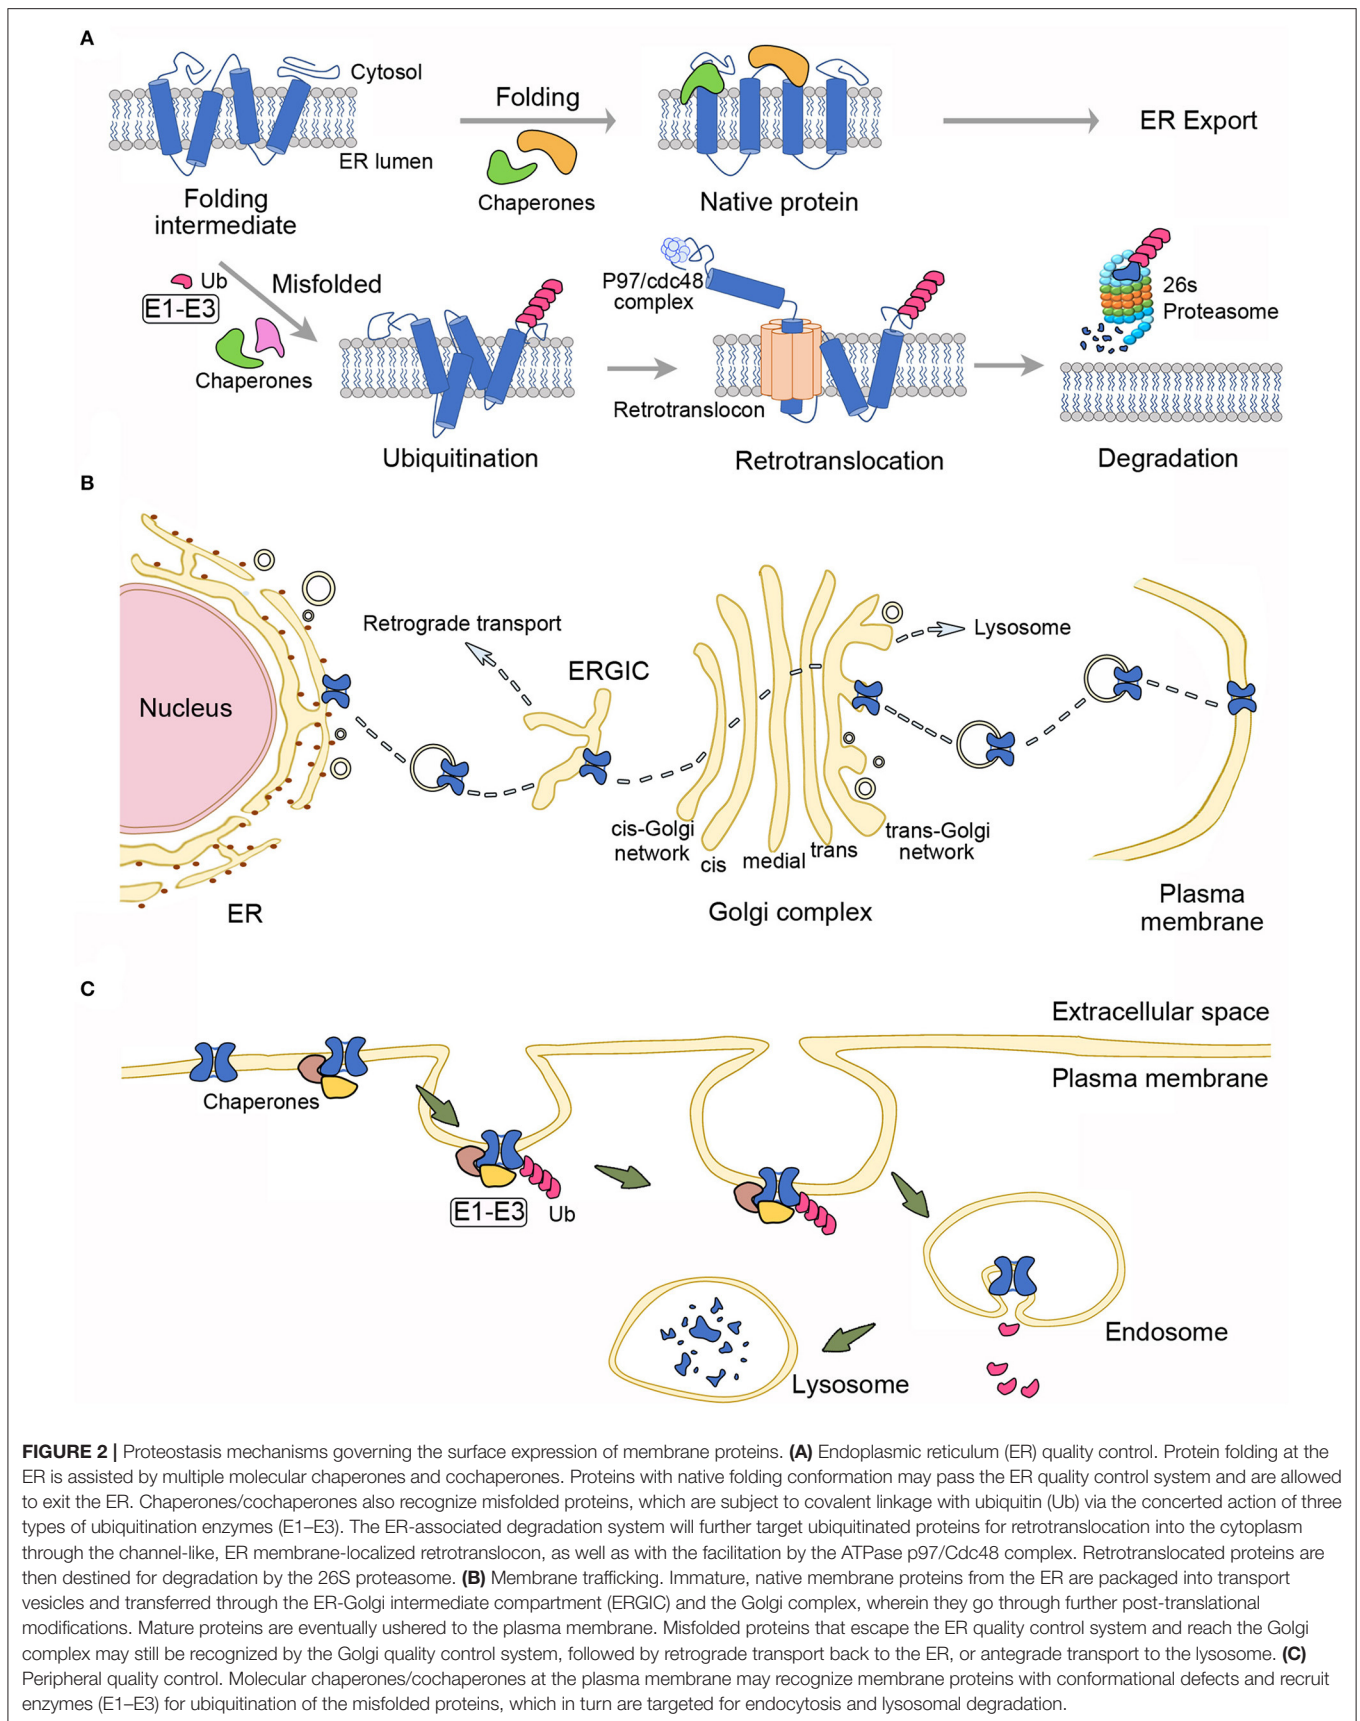 A
Cytosol
ER lumen
Folding
intermediate
Folding
Chaperones
Native protein
ER Export
Ub
E1-E3
Misfolded
Chaperones
Ubiquitination
P97/cdc48
complex
Retrotranslocon
Retrotranslocation
26s
Proteasome
Degradation
B
Nucleus
ER
Retrograde transport
ERGIC
cis-Golgi
network
cis
medial
trans
trans-Golgi
network
Golgi complex
Lysosome
Plasma
membrane
C
Extracellular space
Plasma membrane
Chaperones
E1-E3
Ub
Endosome
Lysosome
FIGURE 2 | Proteostasis mechanisms governing the surface expression of membrane proteins. (A) Endoplasmic reticulum (ER) quality control. Protein folding at the
ER is assisted by multiple molecular chaperones and cochaperones. Proteins with native folding conformation may pass the ER quality control system and are allowed
to exit the ER. Chaperones/cochaperones also recognize misfolded proteins, which are subject to covalent linkage with ubiquitin (Ub) via the concerted action of three
types of ubiquitination enzymes (E1–E3). The ER-associated degradation system will further target ubiquitinated proteins for retrotranslocation into the cytoplasm
through the channel-like, ER membrane-localized retrotranslocon, as well as with the facilitation by the ATPase p97/Cdc48 complex. Retrotranslocated proteins are
then destined for degradation by the 26S proteasome. (B) Membrane trafficking. Immature, native membrane proteins from the ER are packaged into transport
vesicles and transferred through the ER-Golgi intermediate compartment (ERGIC) and the Golgi complex, wherein they go through further post-translational
modifications. Mature proteins are eventually ushered to the plasma membrane. Misfolded proteins that escape the ER quality control system and reach the Golgi
complex may still be recognized by the Golgi quality control system, followed by retrograde transport back to the ER, or antegrade transport to the lysosome. (C)
Peripheral quality control. Molecular chaperones/cochaperones at the plasma membrane may recognize membrane proteins with conformational defects and recruit
enzymes (E1–E3) for ubiquitination of the misfolded proteins, which in turn are targeted for endocytosis and lysosomal degradation.